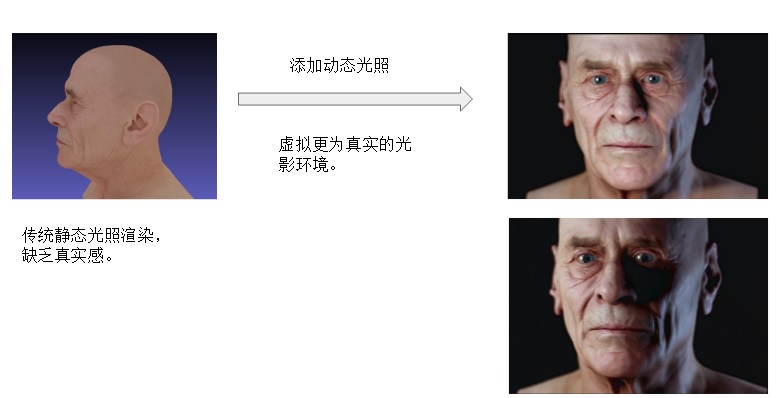 添加动态光照
虚拟更为真实的光
影环境。
传统静态光照渲染，
缺乏真实感。